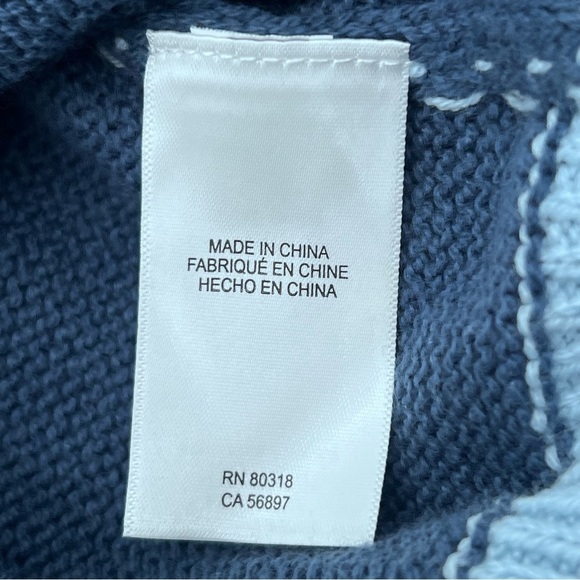 MADE IN CHINA
FABRIQUÉ EN CHINE
HECHO EN CHINA
RN 80318
CA 56897